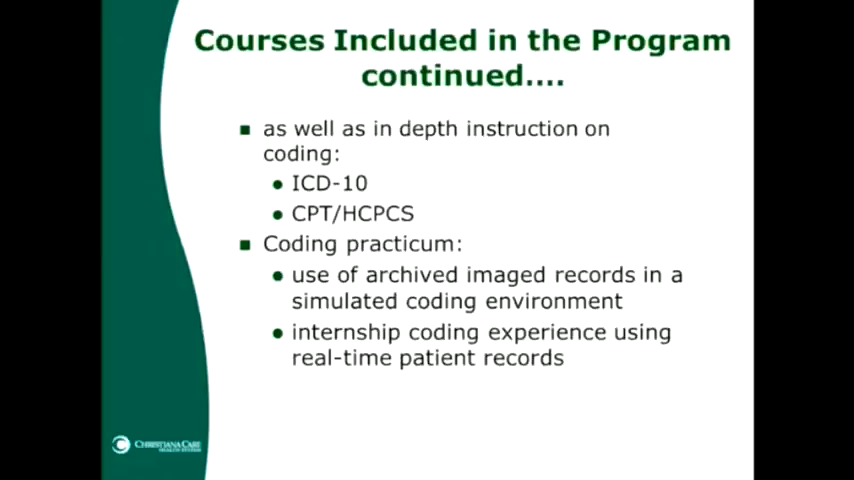 Courses Included in the Program
continued....
as well as in depth instruction on
coding:
ICD-10
CPT/HCPCS
Coding practicum:
use of archived imaged records in a
simulated coding environment
internship coding experience using
real-time patient records
CHRISTIANA CARE
HEALTH SYSTEM